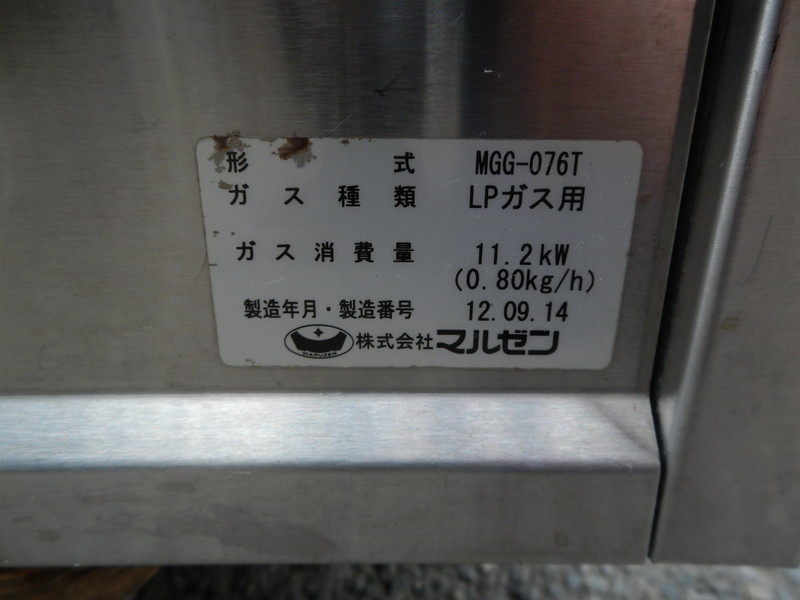 形式 MGG-076T
ガス種類 LPガス用
ガス消費量 11.2kW
(0.80kg/h)
製造年月・製造番号 12.09.14
MARUZEN 株式会社マルゼン